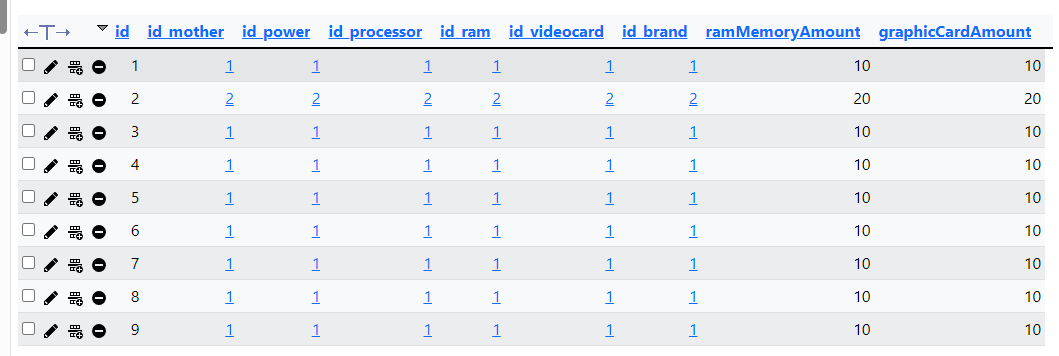 ←T→ id id_mother id_power id_processor id_ram id_videocard id_brand ramMemoryAmount graphicCardAmount
1 1 1 1 1 1 1 10 10
2 2 2 2 2 2 2 20 20
3 1 1 1 1 1 1 10 10
4 1 1 1 1 1 1 10 10
5 1 1 1 1 1 1 10 10
6 1 1 1 1 1 1 10 10
7 1 1 1 1 1 1 10 10
8 1 1 1 1 1 1 10 10
9 1 1 1 1 1 1 10 10